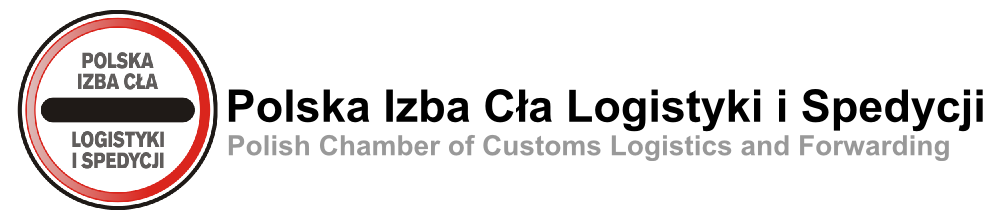 POLSKA
IZBA CŁA
LOGISTYKI
I SPEDYCJI
Polska Izba Cła Logistyki i Spedycji
Polish Chamber of Customs Logistics and Forwarding